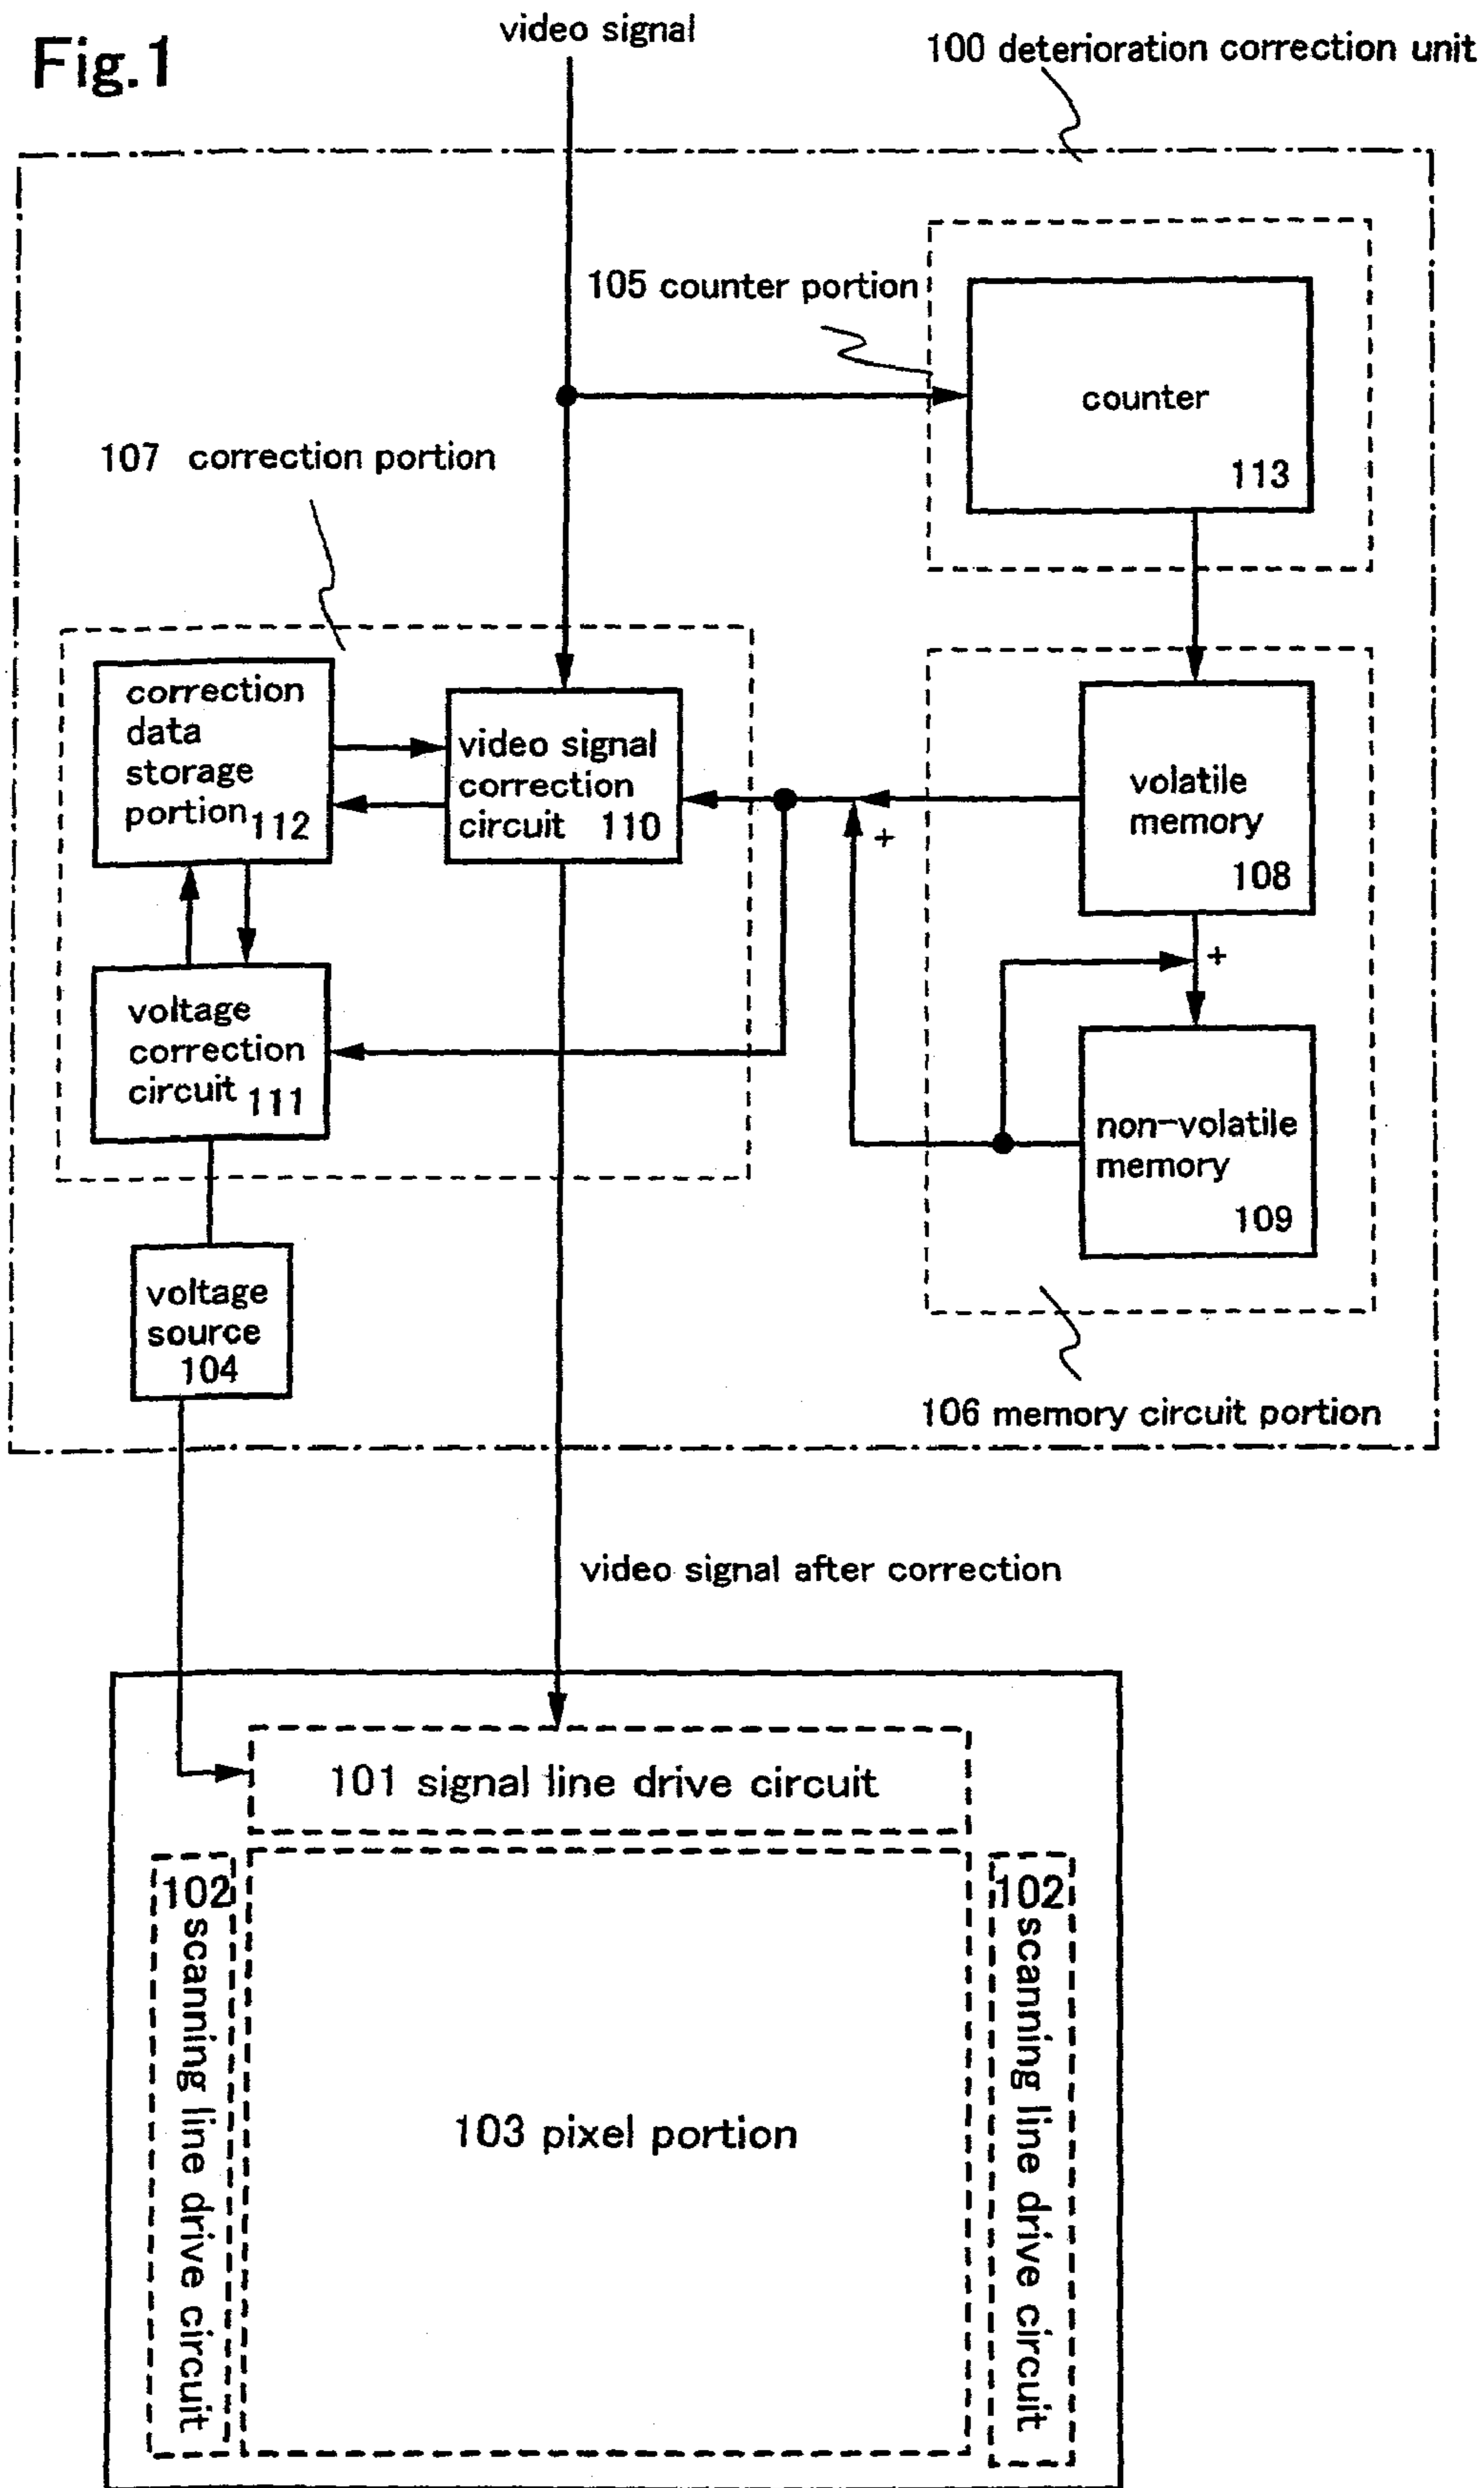 Fig.1
video signal
100 deterioration correction unit
105 counter portion
counter
113
107 correction portion
correction
data
storage
portion 112
video signal
correction
circuit 110
volatile
memory
108
+
+
voltage
correction
circuit 111
non-volatile
memory
109
voltage
source
104
106 memory circuit portion
video signal after correction
101 signal line drive circuit
102 scanning line drive circuit
103 pixel portion
102 scanning line drive circuit